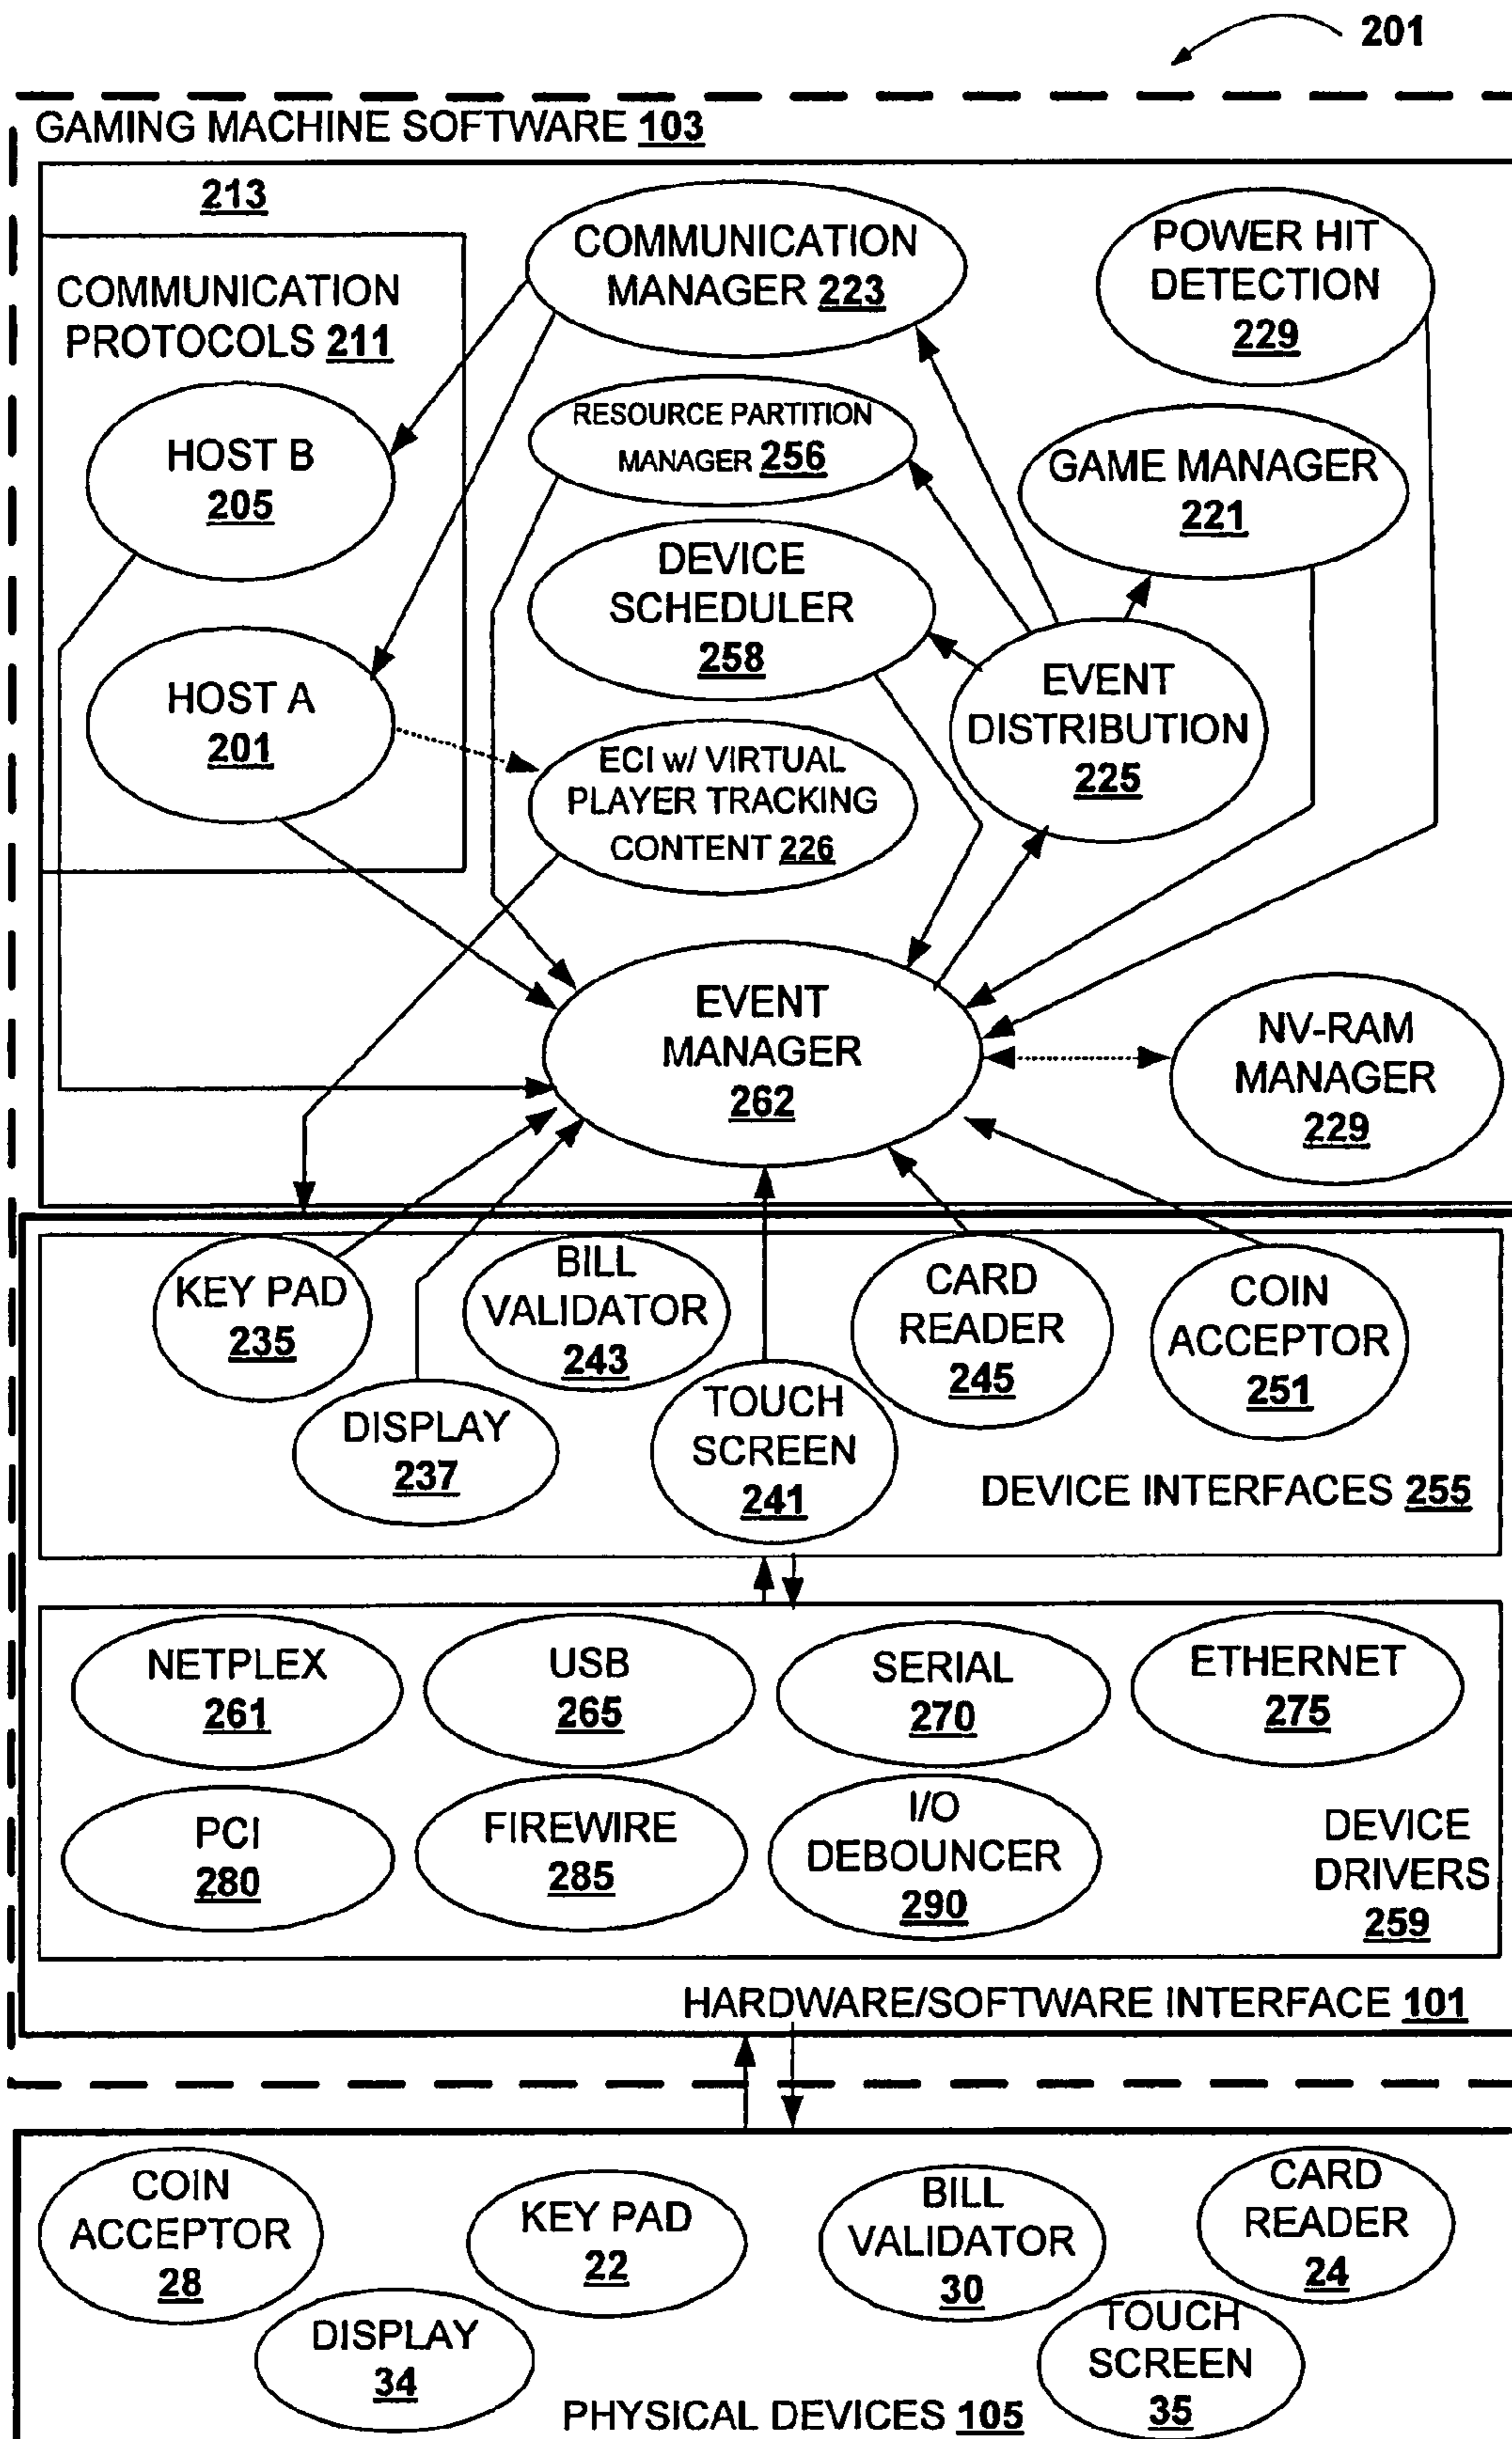 201
GAMING MACHINE SOFTWARE 103
213
COMMUNICATION
PROTOCOLS 211
HOST B
205
HOST A
201
COMMUNICATION
MANAGER 223
RESOURCE PARTITION
MANAGER 256
DEVICE
SCHEDULER
258
ECI w/ VIRTUAL
PLAYER TRACKING
CONTENT 226
POWER HIT
DETECTION
229
GAME MANAGER
221
EVENT
DISTRIBUTION
225
EVENT
MANAGER
262
NV-RAM
MANAGER
229
KEY PAD
235
DISPLAY
237
BILL
VALIDATOR
243
TOUCH
SCREEN
241
CARD
READER
245
COIN
ACCEPTOR
251
DEVICE INTERFACES 255
NETPLEX
261
USB
265
SERIAL
270
ETHERNET
275
PCI
280
FIREWIRE
285
I/O
DEBOUNCER
290
DEVICE
DRIVERS
259
HARDWARE/SOFTWARE INTERFACE 101
COIN
ACCEPTOR
28
DISPLAY
34
KEY PAD
22
BILL
VALIDATOR
30
CARD
READER
24
TOUCH
SCREEN
35
PHYSICAL DEVICES 105